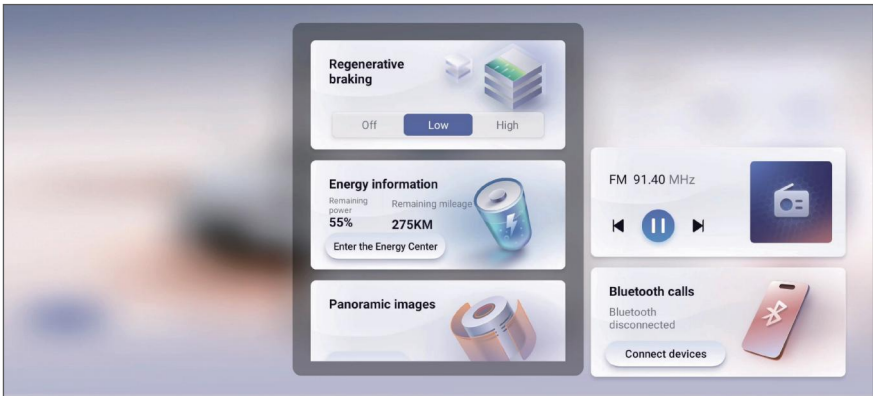 Regenerative
braking
Off Low High
Energy information
Remaining
power
Remaining mileage
55%
275KM
Enter the Energy Center
Panoramic images
FM 91.40 MHz
Bluetooth calls
Bluetooth
disconnected
Connect devices